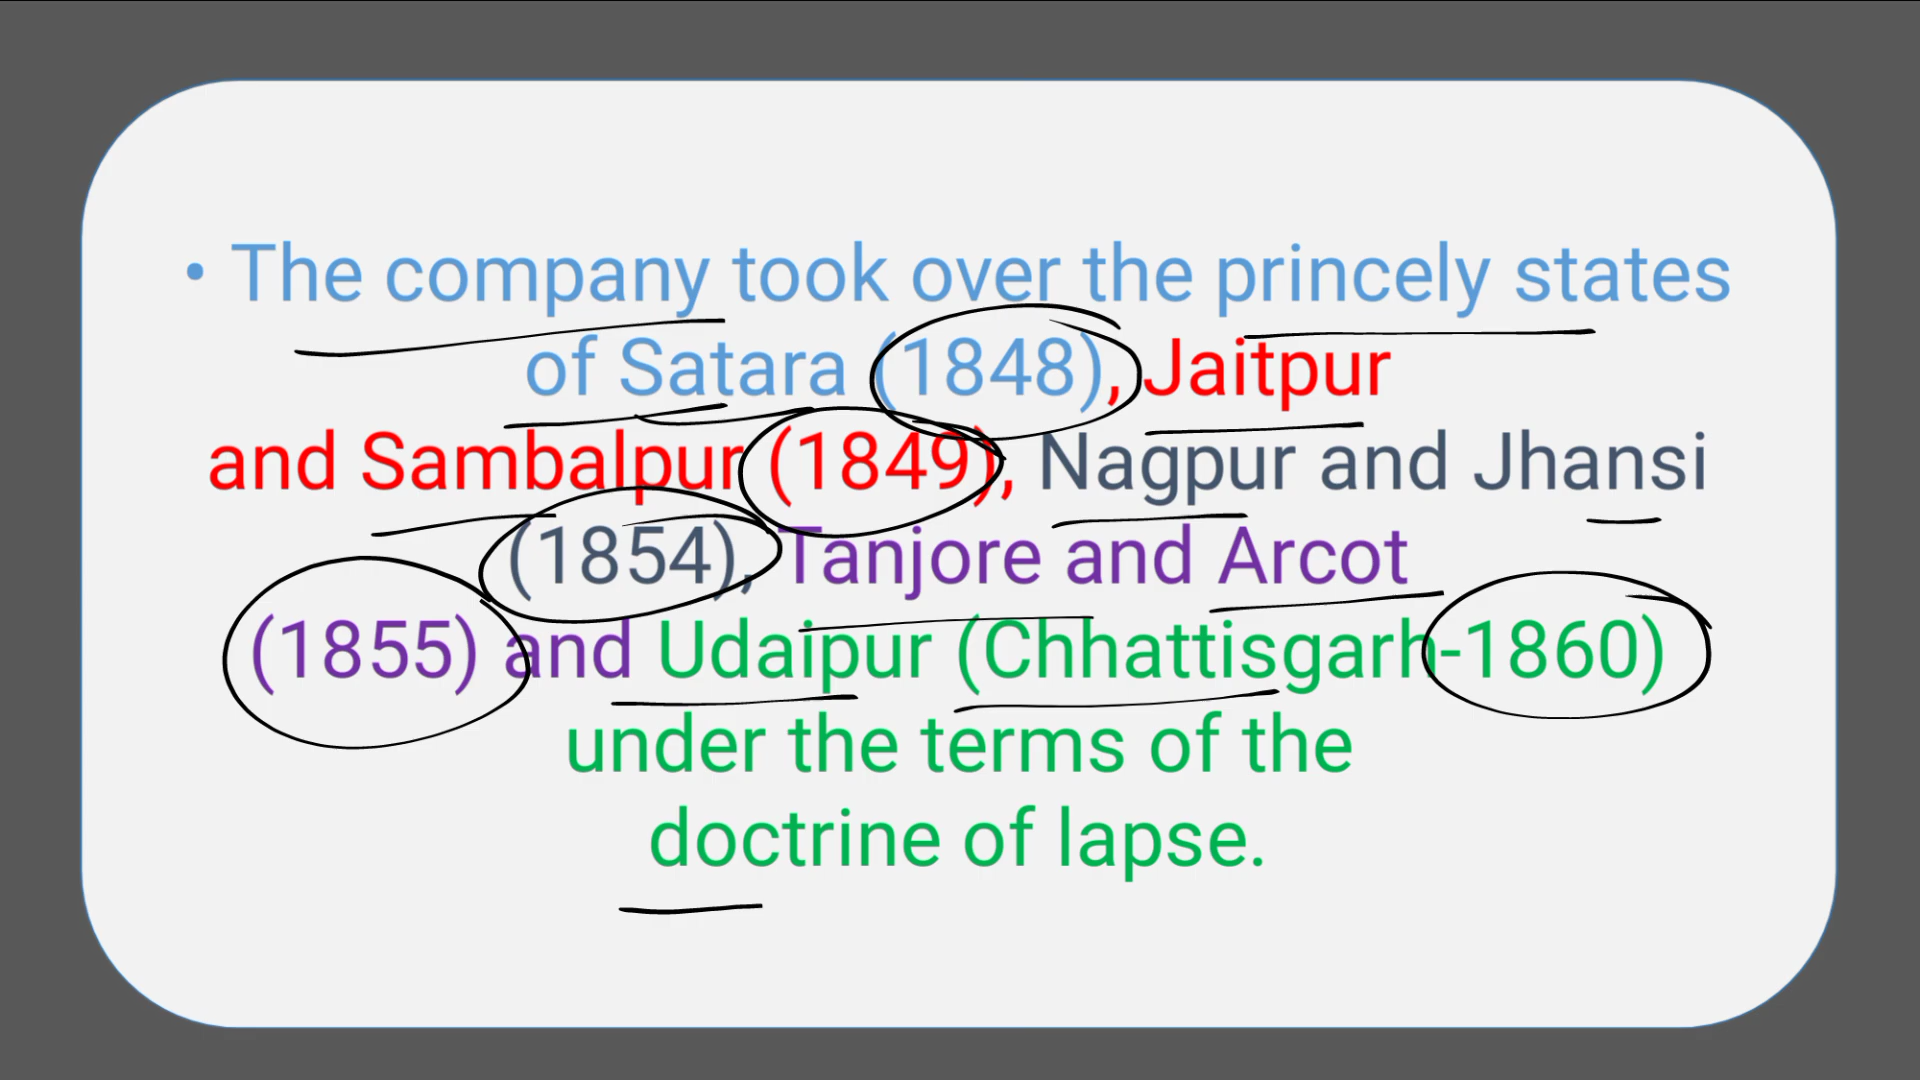 • The company took over the princely states
of Satara (1848), Jaitpur
and Sambalpur (1849), Nagpur and Jhansi
(1854), Tanjore and Arcot
(1855) and Udaipur (Chhattisgarh-1860)
under the terms of the
doctrine of lapse.